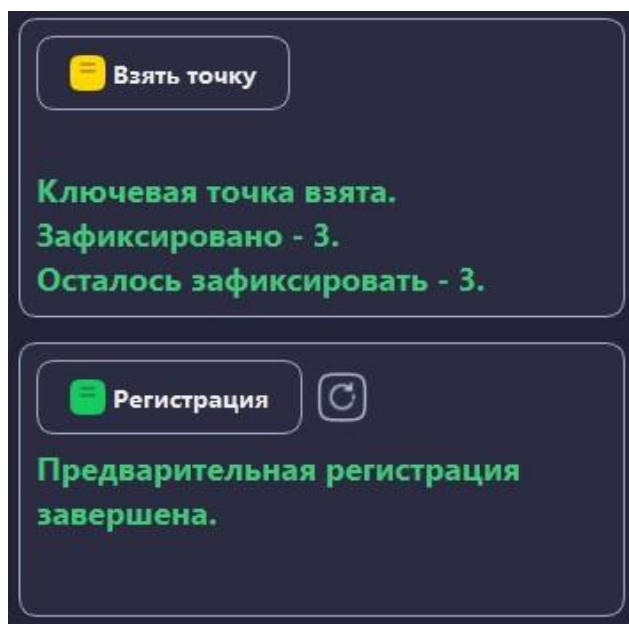 Взять точку
Ключевая точка взята.
Зафиксировано - 3.
Осталось зафиксировать - 3.
Регистрация
Предварительная регистрация
завершена.